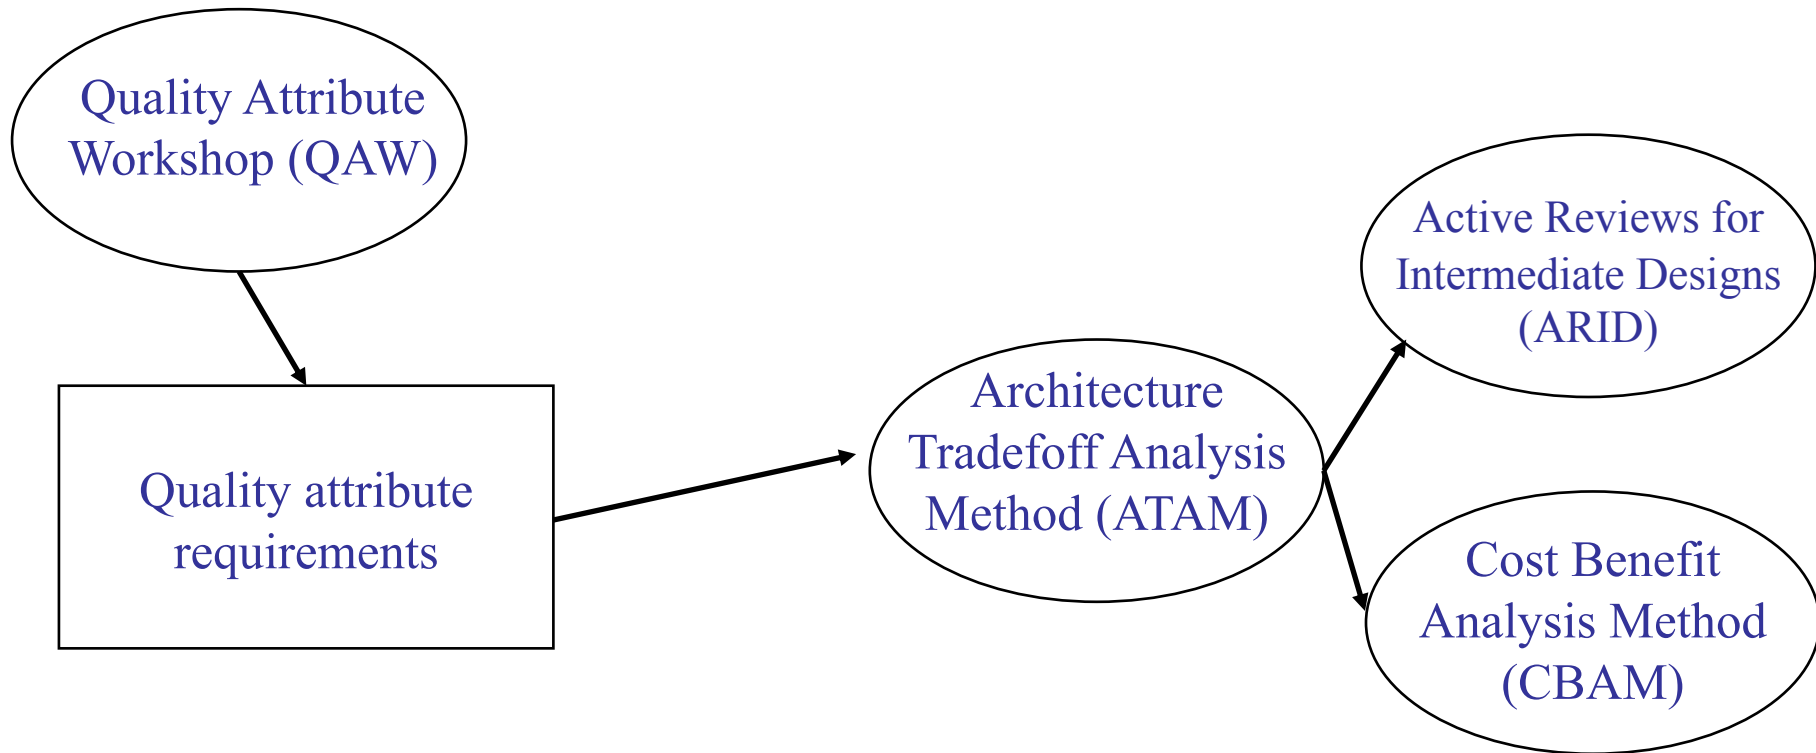 Quality Attribute
Workshop (QAW)
Quality attribute
requirements
Architecture
Tradefoff Analysis
Method (ATAM)
Active Reviews for
Intermediate Designs
(ARID)
Cost Benefit
Analysis Method
(CBAM)